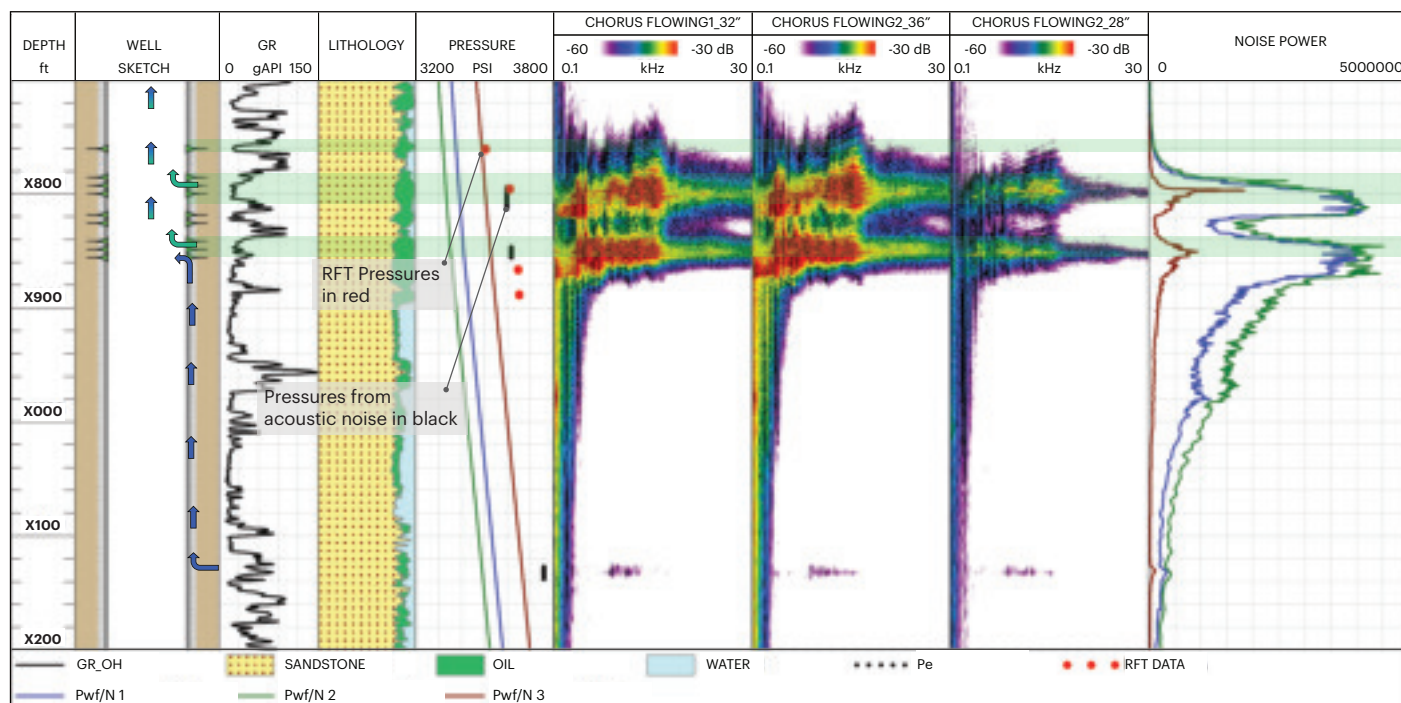 CHORUS FLOWING1_32”
CHORUS FLOWING2_36”
CHORUS FLOWING2_28”
DEPTH
ft
WELL
SKETCH
GR
0 gAPI 150
LITHOLOGY
PRESSURE
3200 PSI 3800
-60 -30 dB
0.1 kHz 30
-60 -30 dB
0.1 kHz 30
-60 -30 dB
0.1 kHz 30
NOISE POWER
0 5000000
X800
X900
X000
X100
X200
RFT Pressures
in red
Pressures from
acoustic noise in black
GR_OH
SANDSTONE
OIL
WATER
Pe
RFT DATA
Pwf/N 1
Pwf/N 2
Pwf/N 3